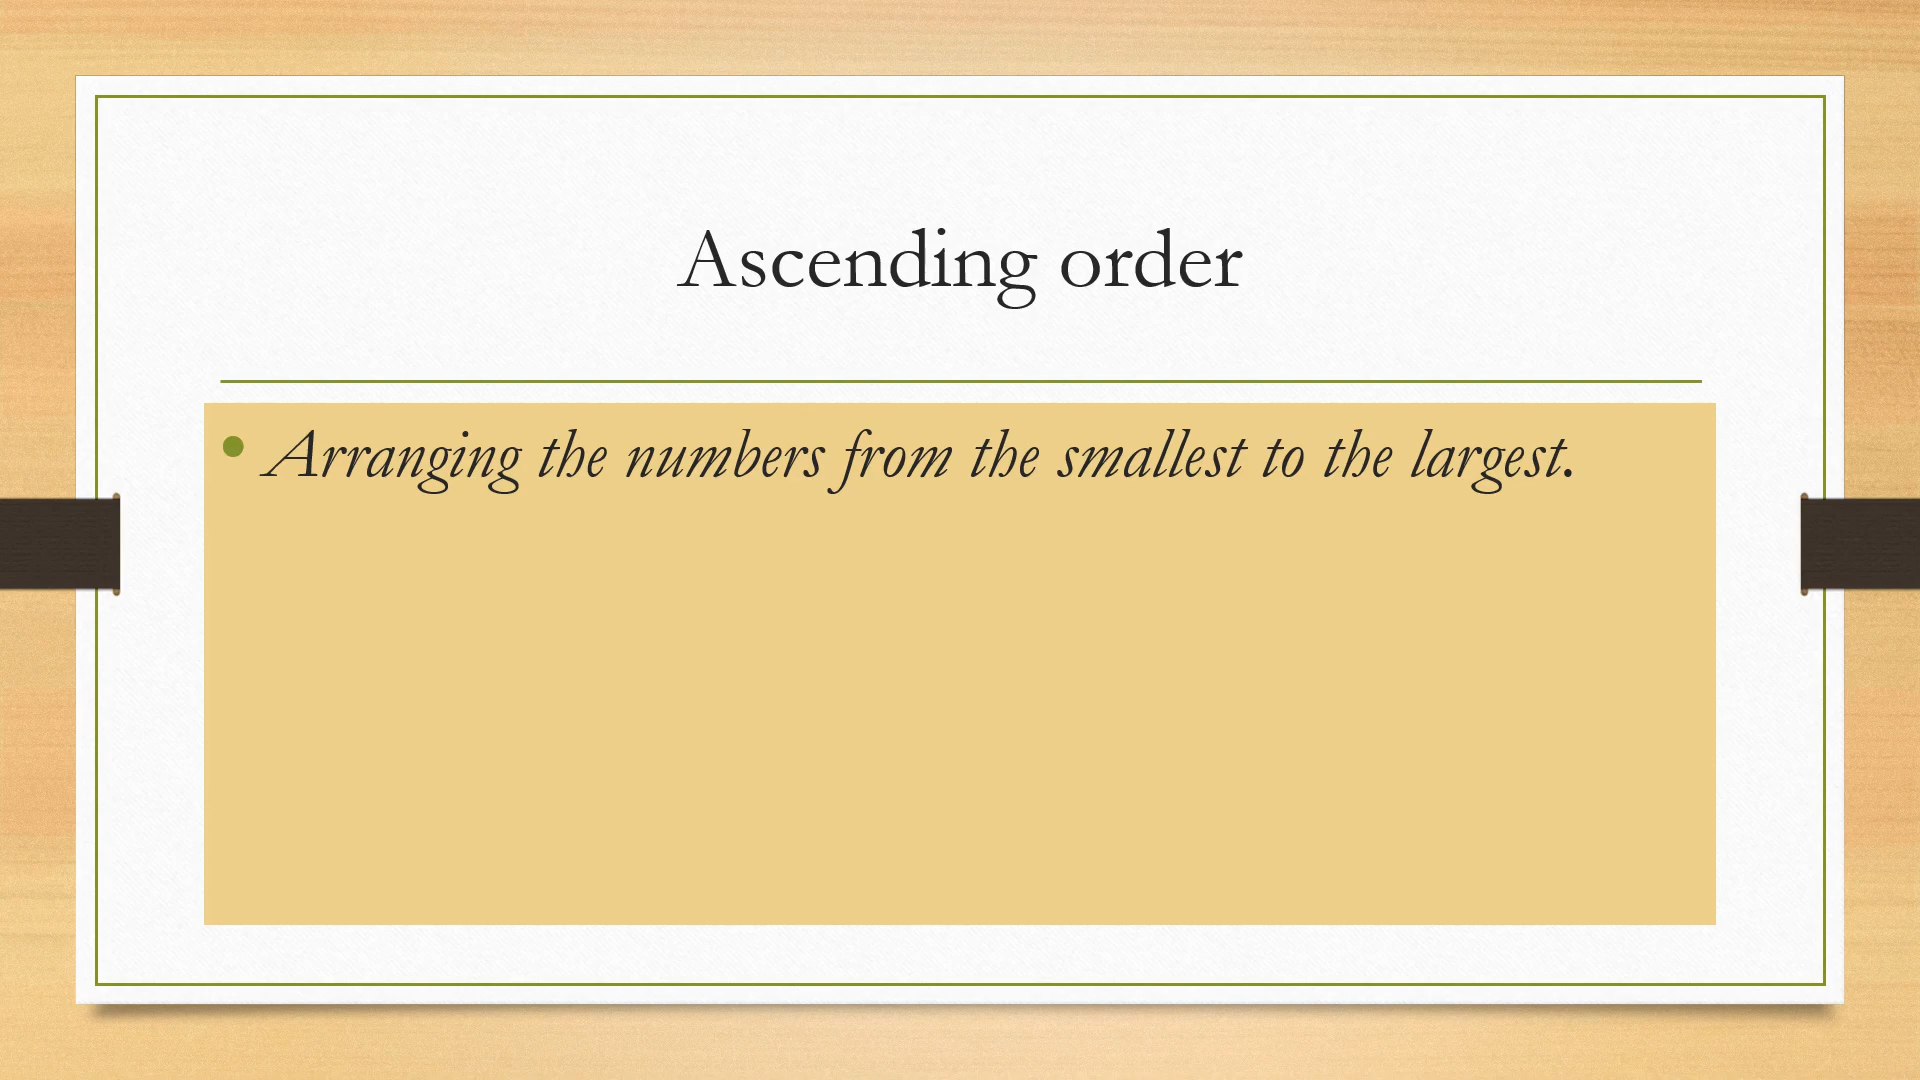 Ascending order
• Arranging the numbers from the smallest to the largest.